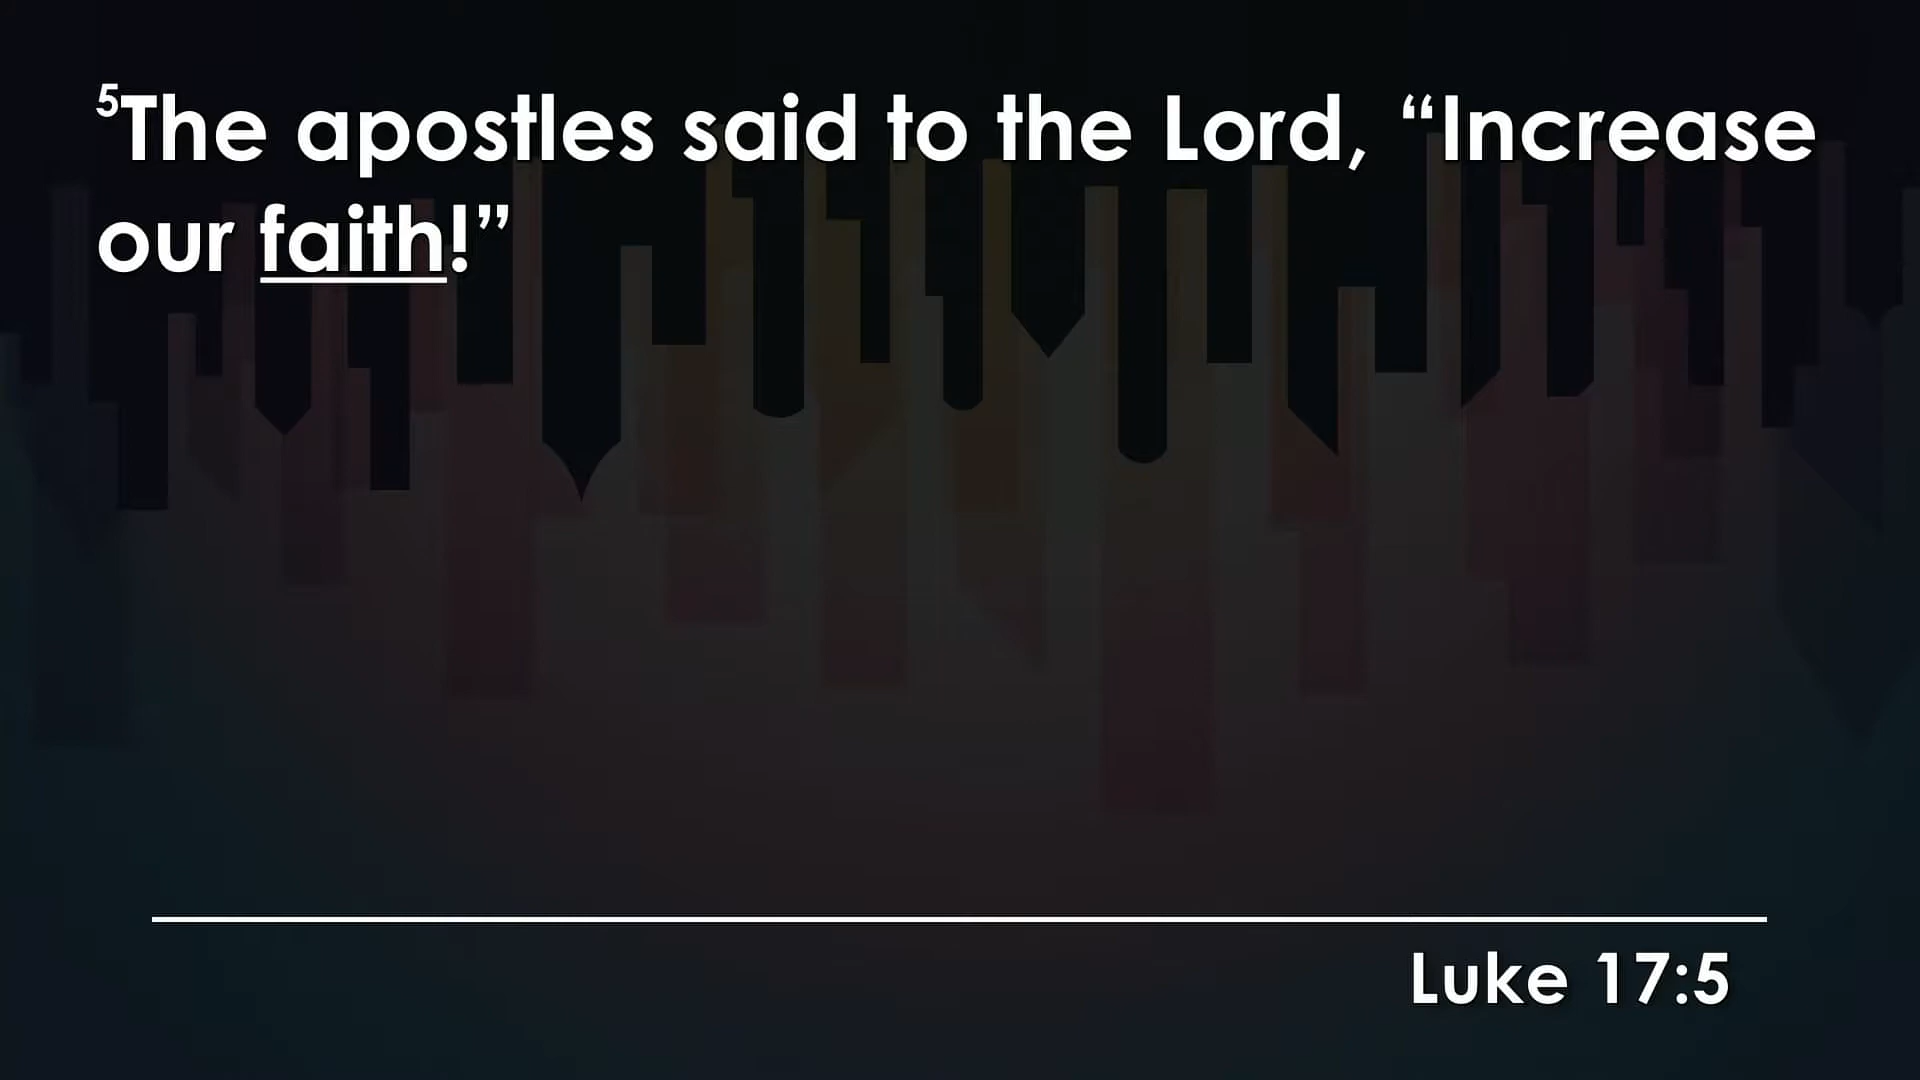 ⁵The apostles said to the Lord, “Increase
our faith!”
Luke 17:5